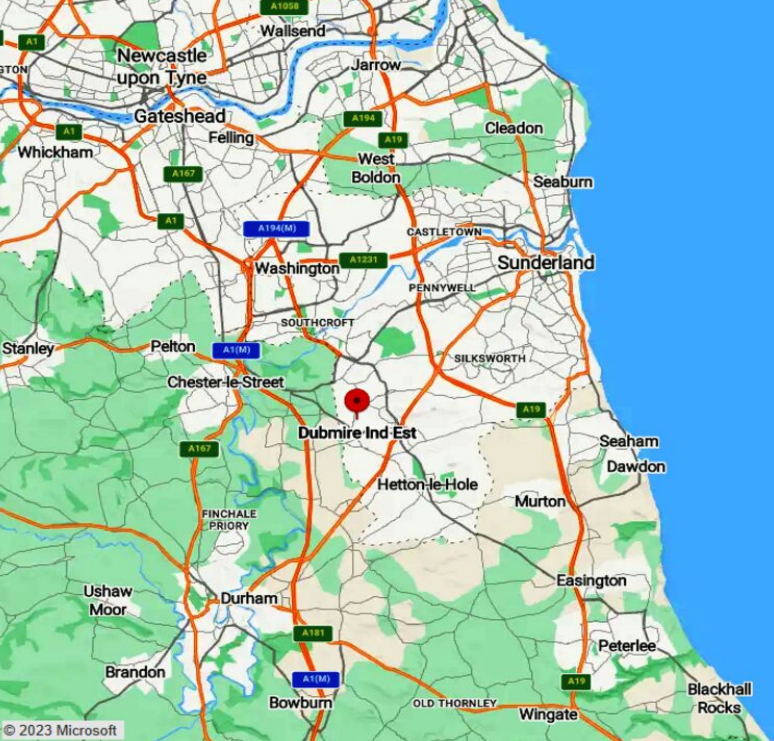 A1058
Wallsend
A1
Newcastle
upon Tyne
GTON
Jarrow
Gateshead
A194
A1
Felling
A19
Cleadon
Whickham
West
Boldon
A167
Seaburn
A1
A194(M)
CASTLETOWN
A1231
Washington
Sunderland
PENNYWELL
SOUTHCROFT
Stanley
Pelton
A1(M)
SILKSWORTH
Chester-le-Street
A19
Dubmire Ind Est
A167
Seaham
Dawdon
Hetton-le-Hole
Murton
FINCHALE
PRIORY
Easington
Ushaw
Moor
Durham
A181
Peterlee
Brandon
A1(M)
A19
Blackhall
Rocks
Bowburn
OLD THORNLEY
Wingate
© 2023 Microsoft